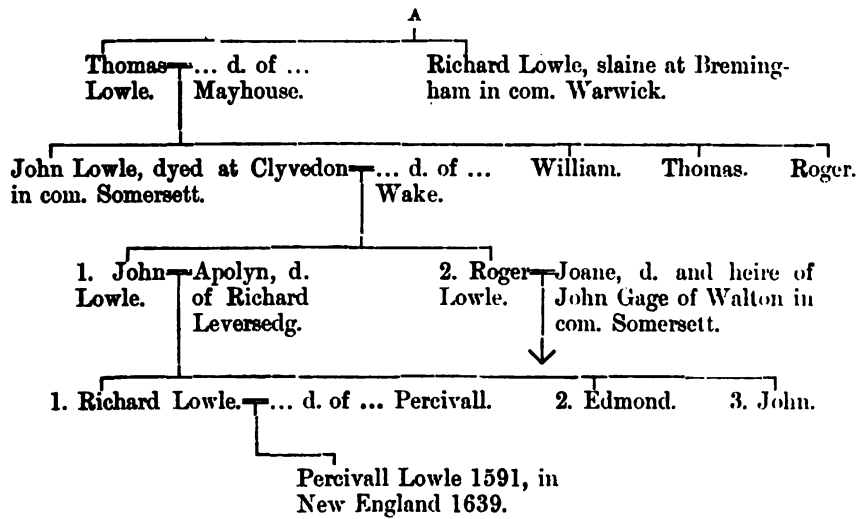 A
Thomas ... d. of ... Richard Lowle, slaine at Breming-
Lowle. Mayhouse. ham in com. Warwick.
John Lowle, dyed at Clyvedon ... d. of ... William. Thomas. Roger.
in com. Somersett. Wake.
1. John Apolyn, d. 2. Roger Joane, d. and heire of
Lowle. of Richard Lowle. John Gage of Walton in
Leversedg. com. Somersett.
1. Richard Lowle. ... d. of ... Percivall. 2. Edmond. 3. John.
Percivall Lowle 1591, in
New England 1639.